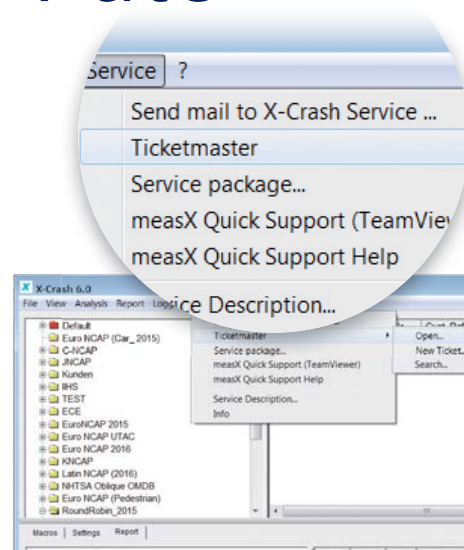 Service ?
Send mail to X-Crash Service ...
Ticketmaster
Service package...
measX Quick Support (TeamView
measX Quick Support Help
ice Description...
X-Crash 6.0
File View Analysis Report
Default
Euro NCAP (Car_ 2015)
C-NCAP
JNCAP
Kunden
IIHS
TEST
ECE
EuroNCAP 2015
Euro NCAP UTAC
Euro NCAP 2016
KNCAP
Latin NCAP (2016)
NHTSA Oblique OMDB
Euro NCAP (Pedestrian)
RoundRobin_2015
Ticketmaster
Service package...
measX Quick Support (TeamViewer)
measX Quick Support Help
Service Description...
Info
Open...
New Ticket...
Search...
Macros Settings Report